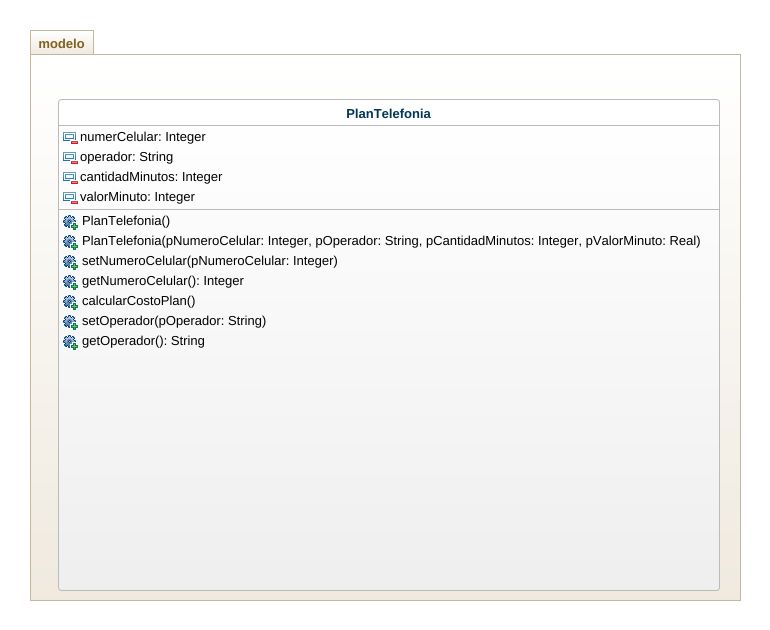 modelo
PlanTelefonia
numerCelular: Integer
operador: String
cantidadMinutos: Integer
valorMinuto: Integer
PlanTelefonia()
PlanTelefonia(pNumeroCelular: Integer, pOperador: String, pCantidadMinutos: Integer, pValorMinuto: Real)
setNumeroCelular(pNumeroCelular: Integer)
getNumeroCelular(): Integer
calcularCostoPlan()
setOperador(pOperador: String)
getOperador(): String